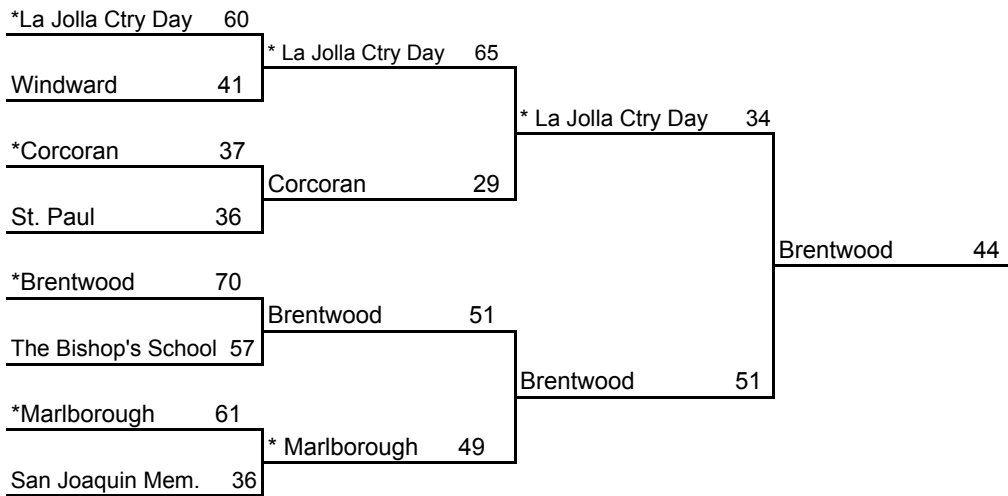 *La Jolla Ctry Day 60
* La Jolla Ctry Day 65
Windward 41
* La Jolla Ctry Day 34
*Corcoran 37
Corcoran 29
St. Paul 36
Brentwood 44
*Brentwood 70
Brentwood 51
The Bishop's School 57
Brentwood 51
*Marlborough 61
* Marlborough 49
San Joaquin Mem. 36